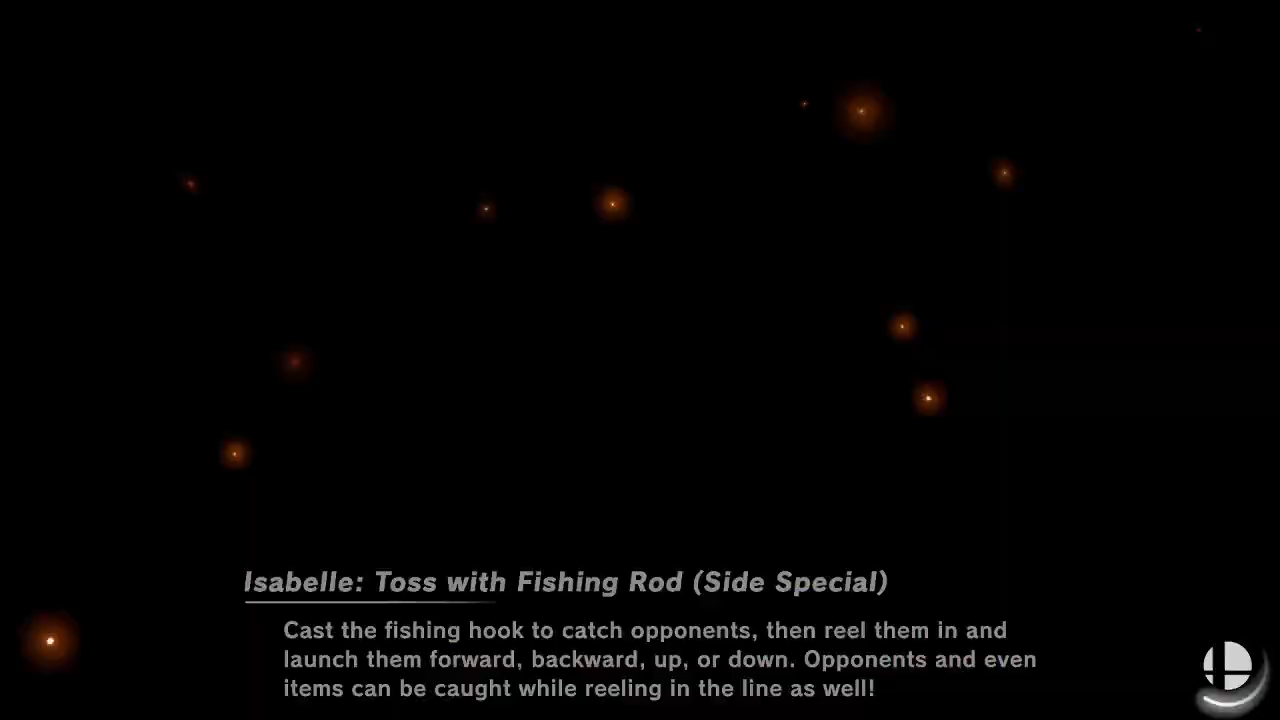 Isabelle: Toss with Fishing Rod (Side Special)
Cast the fishing hook to catch opponents, then reel them in and
launch them forward, backward, up, or down. Opponents and even
items can be caught while reeling in the line as well!